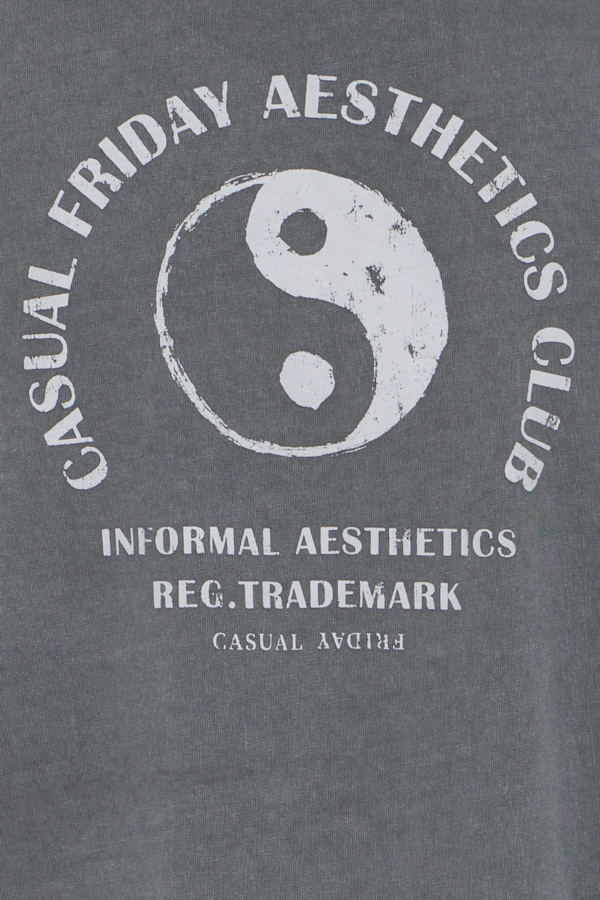 CASUAL FRIDAY AESTHETICS CLUB
INFORMAL AESTHETICS
REG.TRADEMARK
CASUAL FRIDAY